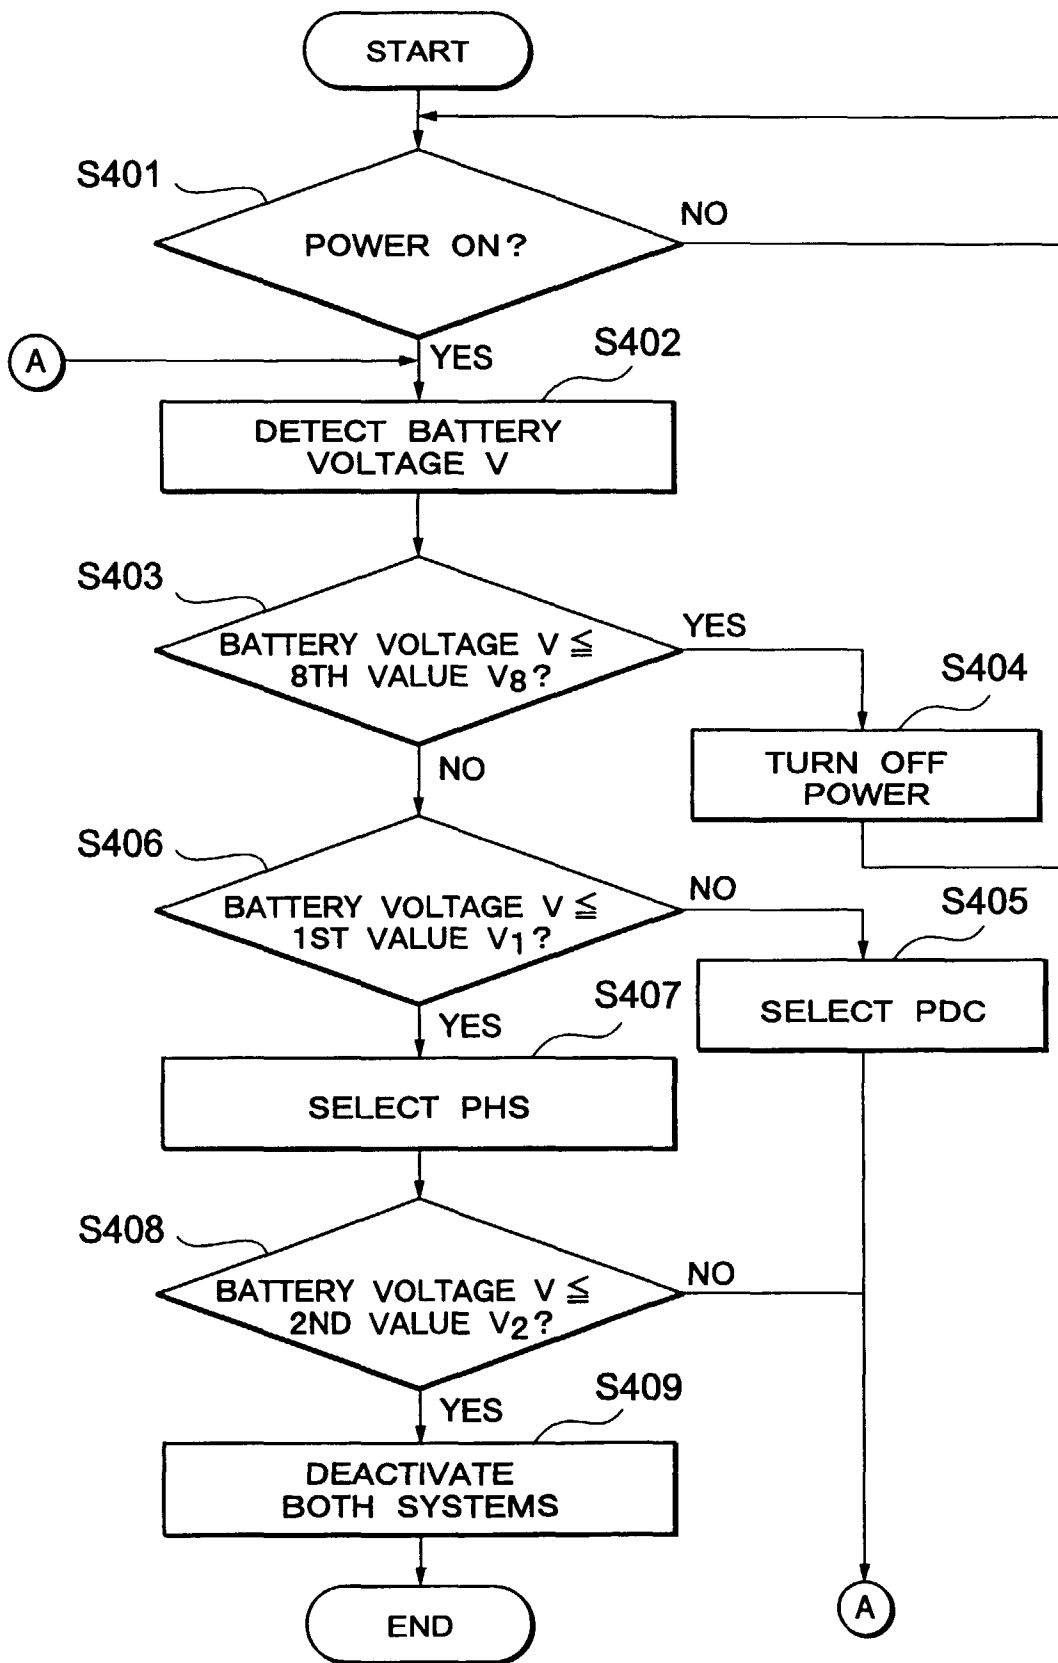 START
S401
POWER ON?
NO
A
YES
S402
DETECT BATTERY
VOLTAGE V
S403
BATTERY VOLTAGE V ≦
8TH VALUE V8?
YES
S404
TURN OFF
POWER
NO
S406
BATTERY VOLTAGE V ≦
1ST VALUE V1?
NO
S405
SELECT PDC
YES
S407
SELECT PHS
S408
BATTERY VOLTAGE V ≦
2ND VALUE V2?
NO
YES
S409
DEACTIVATE
BOTH SYSTEMS
END
A